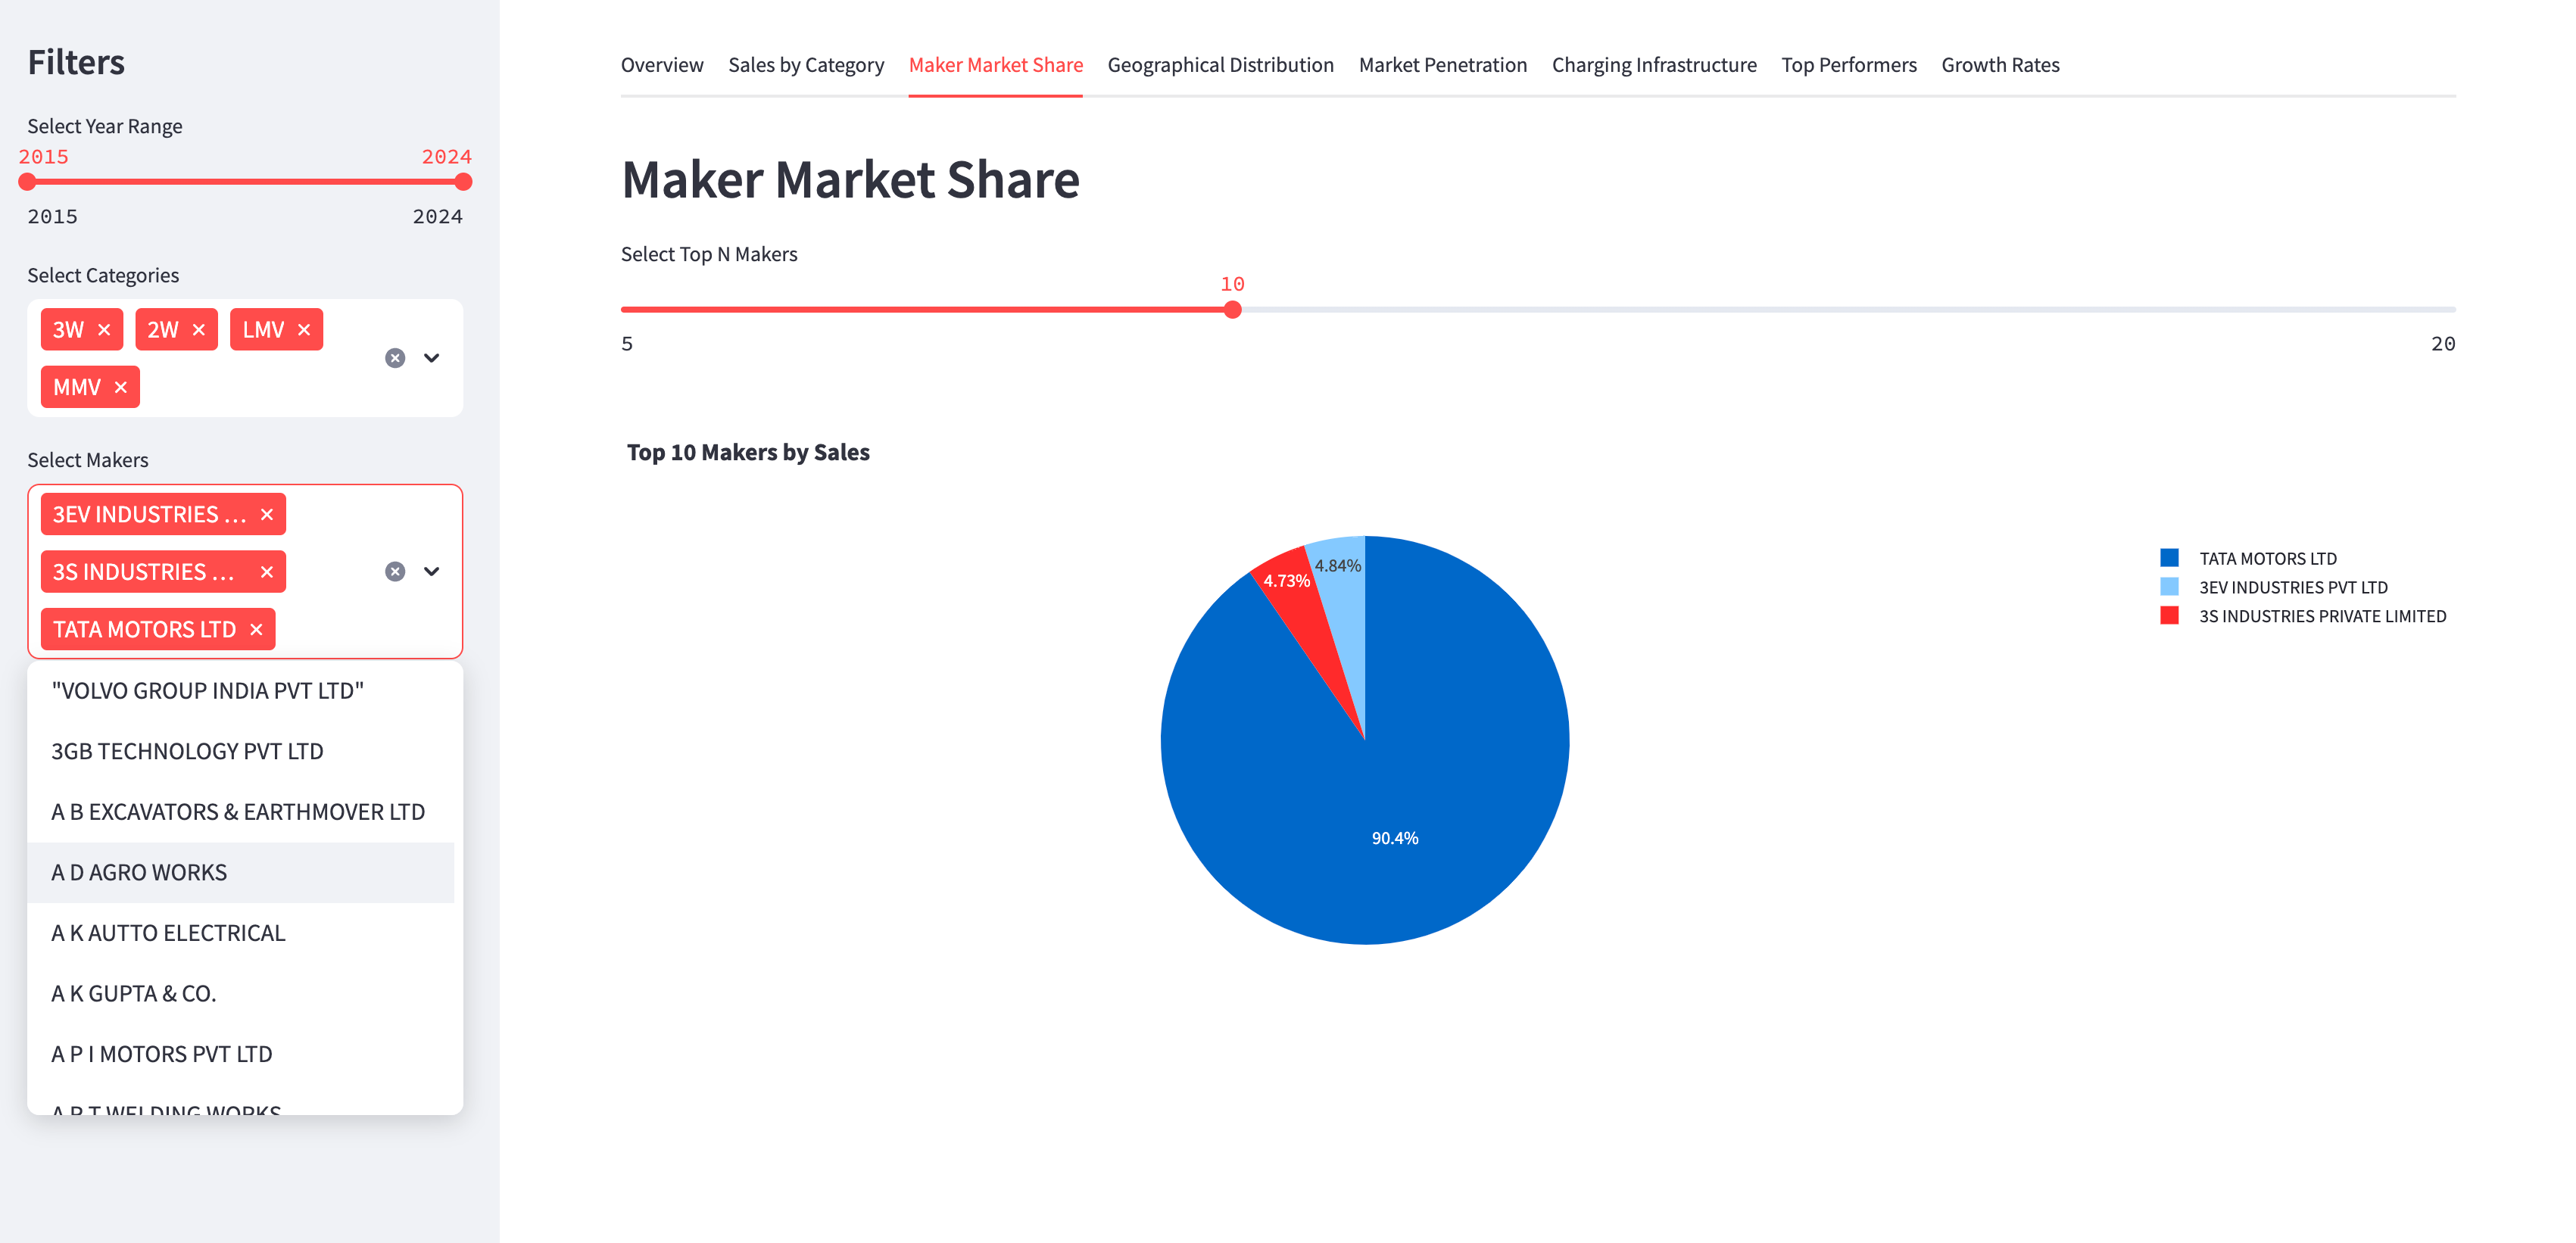 Filters
Select Year Range
2015 2024
2015 2024
Select Categories
3W 2W LMV
MMV
Select Makers
3EV INDUSTRIES ...
3S INDUSTRIES ...
TATA MOTORS LTD
"VOLVO GROUP INDIA PVT LTD"
3GB TECHNOLOGY PVT LTD
A B EXCAVATORS & EARTHMOVER LTD
A D AGRO WORKS
A K AUTTO ELECTRICAL
A K GUPTA & CO.
A P I MOTORS PVT LTD
Overview Sales by Category Maker Market Share Geographical Distribution Market Penetration Charging Infrastructure Top Performers Growth Rates
Maker Market Share
Select Top N Makers
10
5 20
Top 10 Makers by Sales
4.84%
4.73%
90.4%
TATA MOTORS LTD
3EV INDUSTRIES PVT LTD
3S INDUSTRIES PRIVATE LIMITED